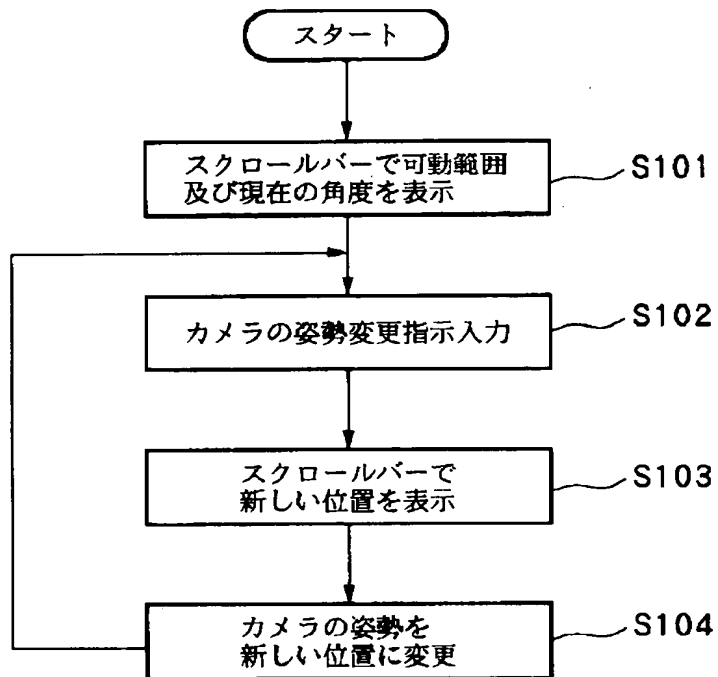 スタート
スクロールバーで可動範囲
及び現在の角度を表示
S101
カメラの姿勢変更指示入力
S102
スクロールバーで
新しい位置を表示
S103
カメラの姿勢を
新しい位置に変更
S104